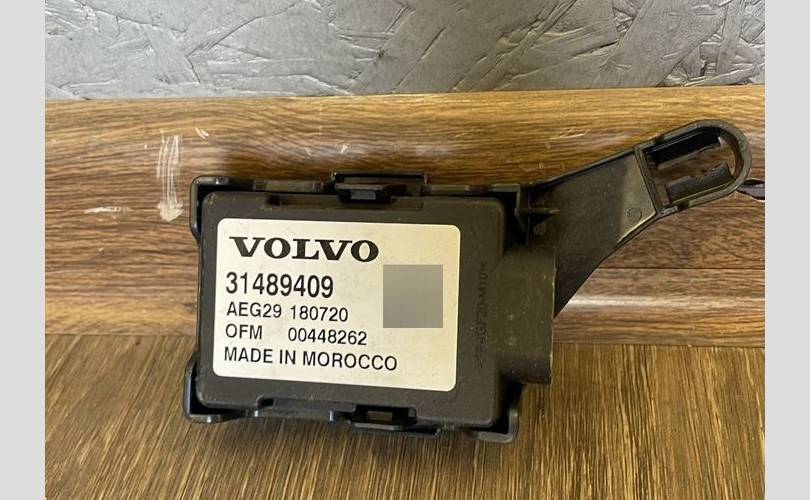 VOLVO
31489409
AEG29 180720
OFM 00448262
MADE IN MOROCCO